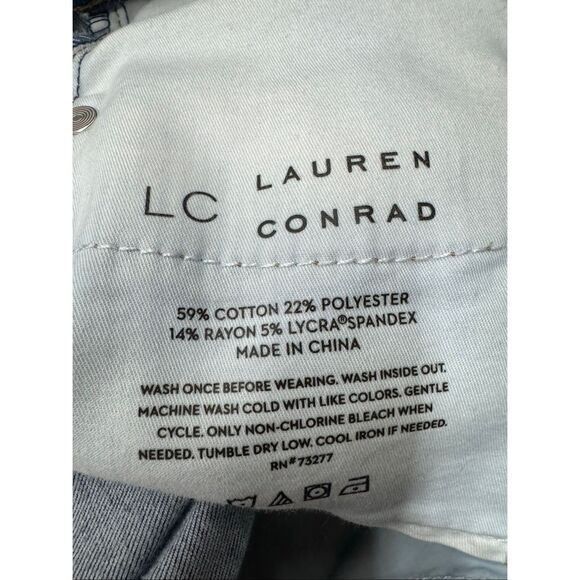 LC LAUREN
CONRAD
59% COTTON 22% POLYESTER
14% RAYON 5% LYCRA®SPANDEX
MADE IN CHINA
WASH ONCE BEFORE WEARING. WASH INSIDE OUT.
MACHINE WASH COLD WITH LIKE COLORS. GENTLE
CYCLE. ONLY NON-CHLORINE BLEACH WHEN
NEEDED. TUMBLE DRY LOW. COOL IRON IF NEEDED.
RN#73277